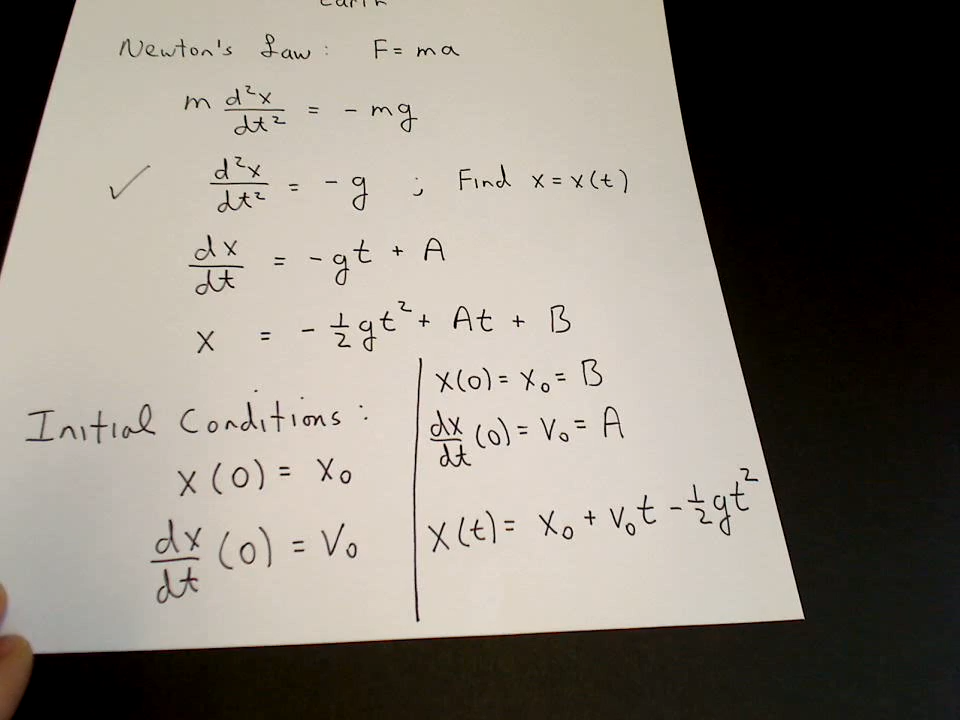 Earth
Newton's Law: F = ma
m d²x/dt² = - mg
✓ d²x/dt² = - g ; Find x = x(t)
dx/dt = - gt + A
x = - ½gt² + At + B
Initial Conditions:
x(0) = x₀
dx/dt (0) = v₀
x(0) = x₀ = B
dx/dt (0) = v₀ = A
x(t) = x₀ + v₀t - ½gt²